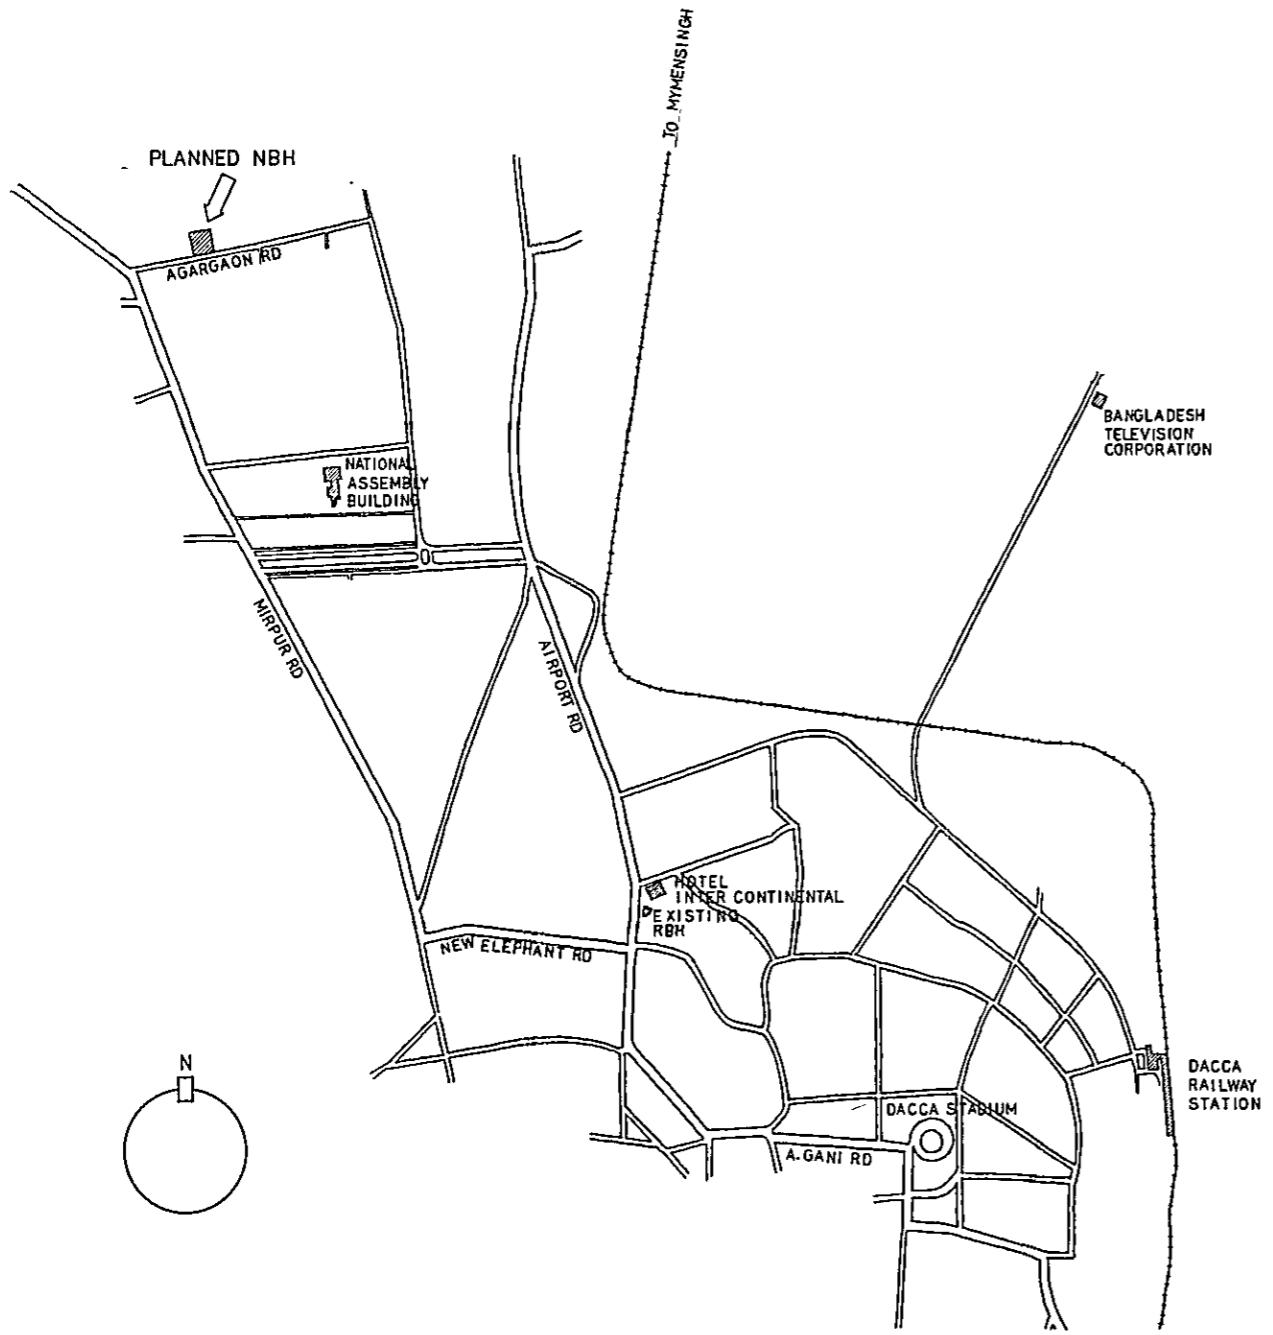 TO MYMENSINGH
PLANNED NBH
AGARGAON RD
BANGLADESH
TELEVISION
CORPORATION
NATIONAL
ASSEMBLY
BUILDING
MIRPUR RD
AIRPORT RD
HOTEL
INTER CONTINENTAL
EXISTING
RBH
NEW ELEPHANT RD
N
DACCA
RAILWAY
STATION
DACCA STADIUM
A.GANI RD